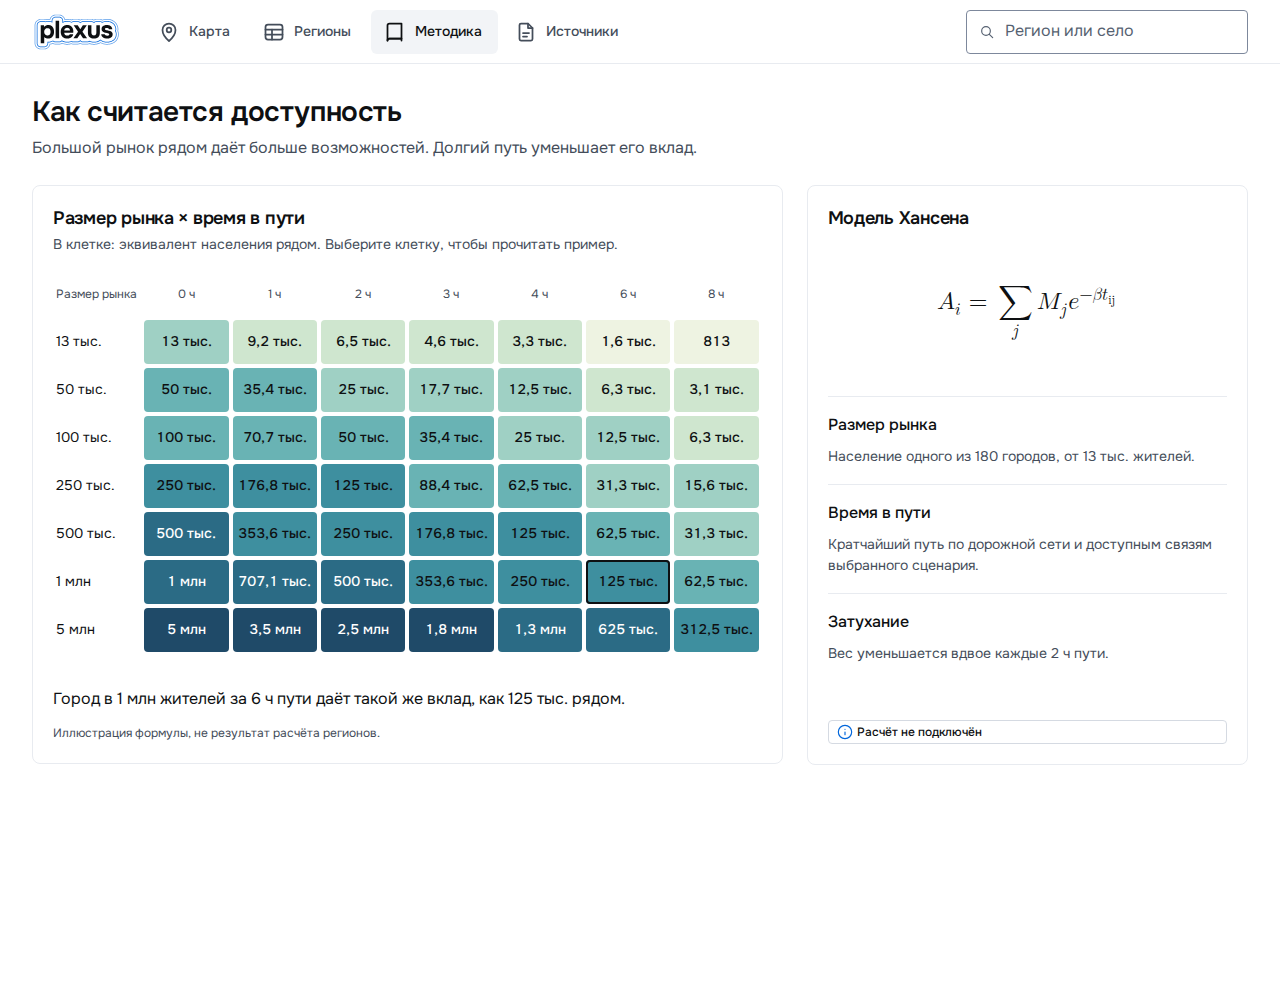 plexus
Карта
Регионы
Методика
Источники
Регион или село
Как считается доступность
Большой рынок рядом даёт больше возможностей. Долгий путь уменьшает его вклад.
Размер рынка × время в пути
В клетке: эквивалент населения рядом. Выберите клетку, чтобы прочитать пример.
Размер рынка 0 ч 1 ч 2 ч 3 ч 4 ч 6 ч 8 ч
13 тыс. 13 тыс. 9,2 тыс. 6,5 тыс. 4,6 тыс. 3,3 тыс. 1,6 тыс. 813
50 тыс. 50 тыс. 35,4 тыс. 25 тыс. 17,7 тыс. 12,5 тыс. 6,3 тыс. 3,1 тыс.
100 тыс. 100 тыс. 70,7 тыс. 50 тыс. 35,4 тыс. 25 тыс. 12,5 тыс. 6,3 тыс.
250 тыс. 250 тыс. 176,8 тыс. 125 тыс. 88,4 тыс. 62,5 тыс. 31,3 тыс. 15,6 тыс.
500 тыс. 500 тыс. 353,6 тыс. 250 тыс. 176,8 тыс. 125 тыс. 62,5 тыс. 31,3 тыс.
1 млн 1 млн 707,1 тыс. 500 тыс. 353,6 тыс. 250 тыс. 125 тыс. 62,5 тыс.
5 млн 5 млн 3,5 млн 2,5 млн 1,8 млн 1,3 млн 625 тыс. 312,5 тыс.
Город в 1 млн жителей за 6 ч пути даёт такой же вклад, как 125 тыс. рядом.
Иллюстрация формулы, не результат расчёта регионов.
Модель Хансена
A_i = ∑_j M_j e^{−βt_{ij}}
Размер рынка
Население одного из 180 городов, от 13 тыс. жителей.
Время в пути
Кратчайший путь по дорожной сети и доступным связям
выбранного сценария.
Затухание
Вес уменьшается вдвое каждые 2 ч пути.
Расчёт не подключён